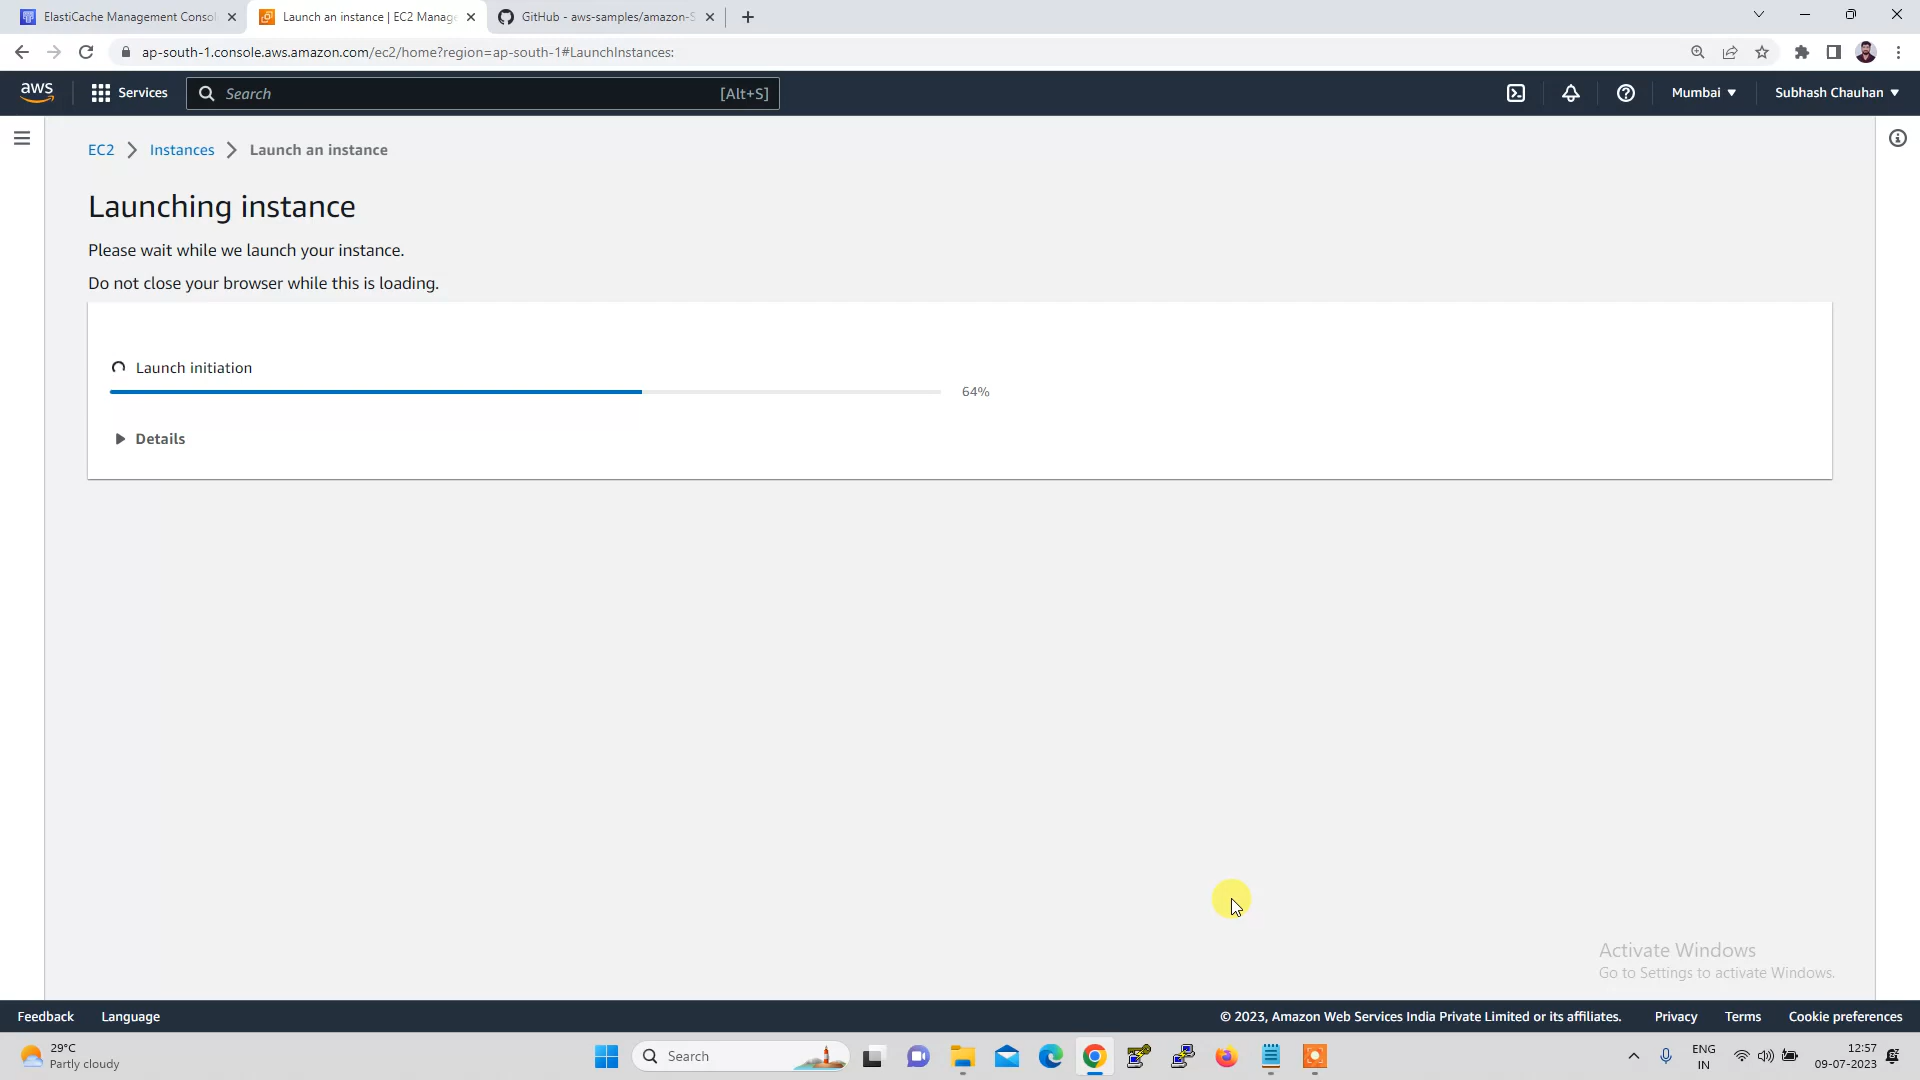 ElastiCache Management Consol
Launch an instance | EC2 Manage
GitHub - aws-samples/amazon-S
ap-south-1.console.aws.amazon.com/ec2/home?region=ap-south-1#LaunchInstances:
aws
Services
Search
[Alt+S]
Mumbai
Subhash Chauhan
EC2
Instances
Launch an instance
Launching instance
Please wait while we launch your instance.
Do not close your browser while this is loading.
Launch initiation
64%
Details
Activate Windows
Go to Settings to activate Windows.
Feedback
Language
© 2023, Amazon Web Services India Private Limited or its affiliates.
Privacy
Terms
Cookie preferences
29°C
Partly cloudy
Search
ENG
IN
12:57
09-07-2023